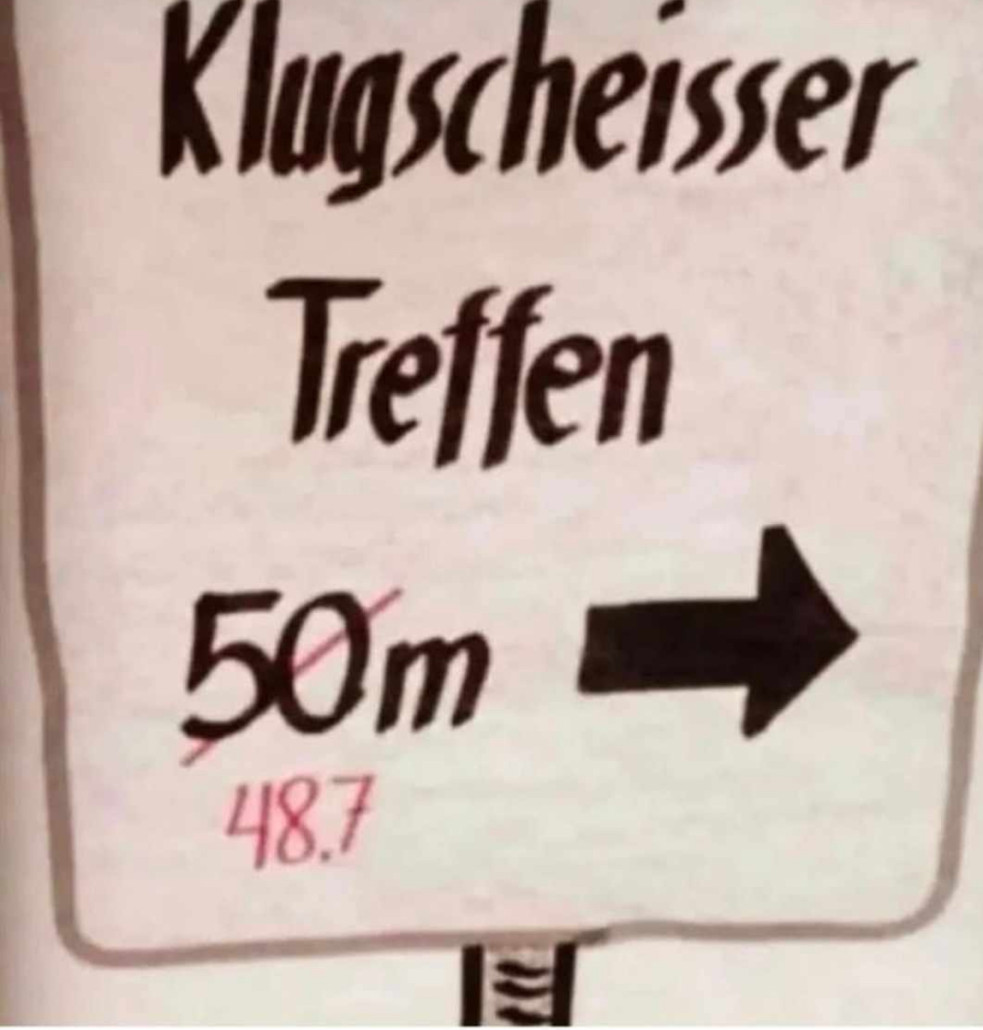 Klugscheisser
Treffen
50m
48.7